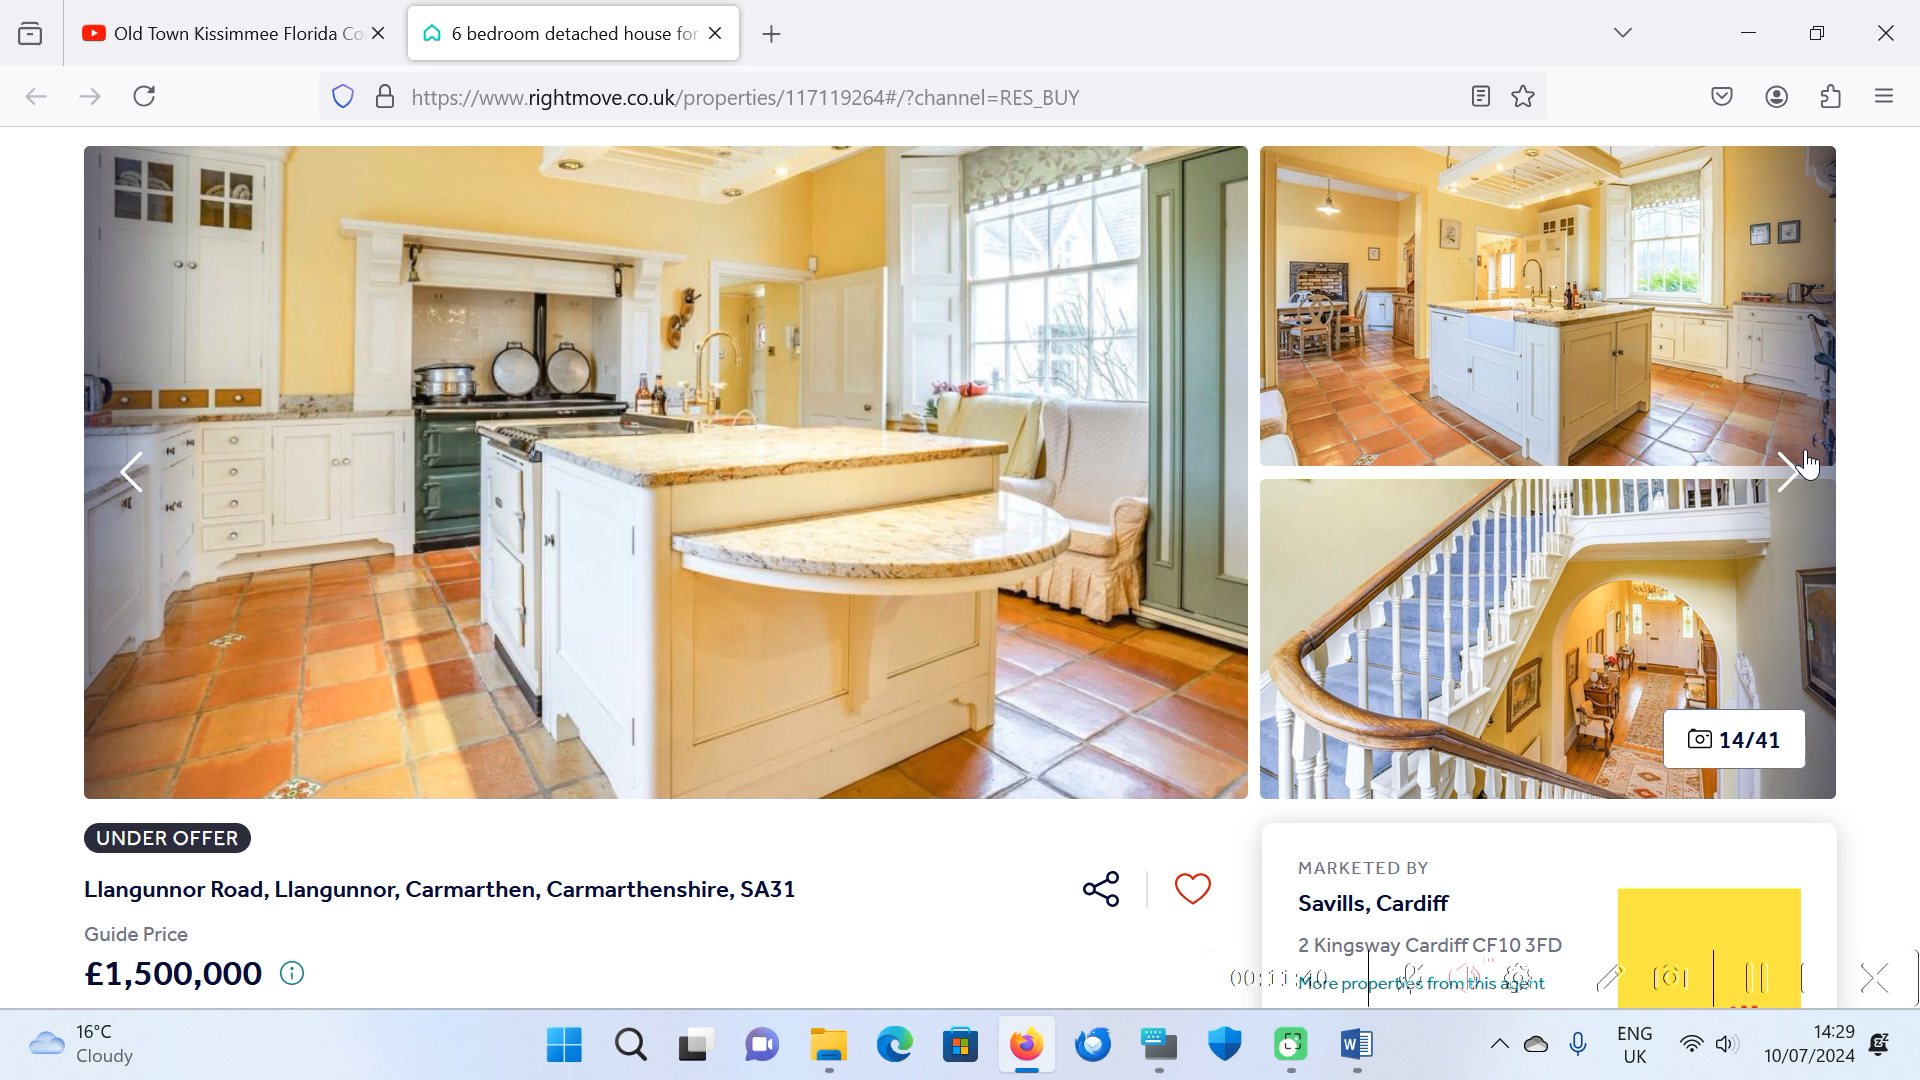 Old Town Kissimmee Florida Co
6 bedroom detached house for
https://www.rightmove.co.uk/properties/117119264#/?channel=RES_BUY
14/41
UNDER OFFER
Llangunnor Road, Llangunnor, Carmarthen, Carmarthenshire, SA31
Guide Price
£1,500,000
MARKETED BY
Savills, Cardiff
2 Kingsway Cardiff CF10 3FD
More properties from this agent
00:11:40
16°C
Cloudy
ENG
UK
14:29
10/07/2024